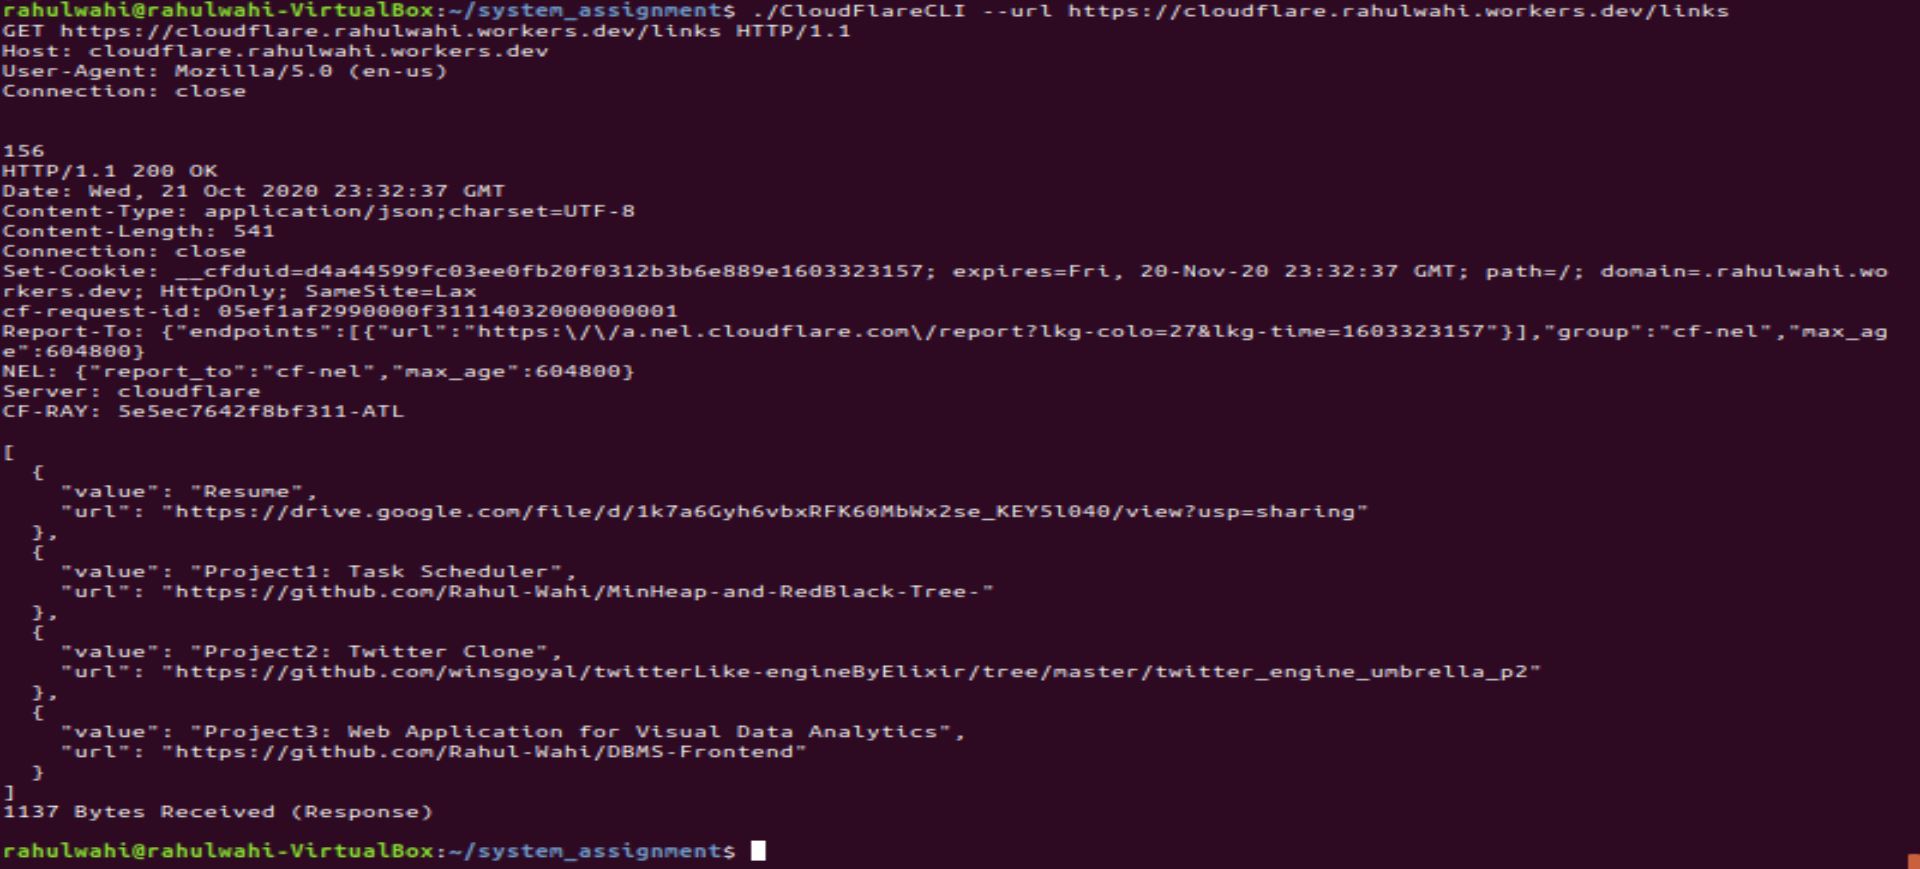 rahulwahi@rahulwahi-VirtualBox:~/system_assignment$ ./CloudFlareCLI --url https://cloudflare.rahulwahi.workers.dev/links
GET https://cloudflare.rahulwahi.workers.dev/links HTTP/1.1
Host: cloudflare.rahulwahi.workers.dev
User-Agent: Mozilla/5.0 (en-us)
Connection: close
156
HTTP/1.1 200 OK
Date: Wed, 21 Oct 2020 23:32:37 GMT
Content-Type: application/json;charset=UTF-8
Content-Length: 541
Connection: close
Set-Cookie: __cfduid=d4a44599fc03ee0fb20f0312b3b6e889e1603323157; expires=Fri, 20-Nov-20 23:32:37 GMT; path=/; domain=.rahulwahi.wo
rkers.dev; HttpOnly; SameSite=Lax
cf-request-id: 05ef1af2990000f31114032000000001
Report-To: {"endpoints":[{"url":"https:\/\/a.nel.cloudflare.com\/report?lkg-colo=27&lkg-time=1603323157"}],"group":"cf-nel","max_ag
e":604800}
NEL: {"report_to":"cf-nel","max_age":604800}
Server: cloudflare
CF-RAY: 5e5ec7642f8bf311-ATL
[
  {
    "value": "Resume",
    "url": "https://drive.google.com/file/d/1k7a6Gyh6vbxRFK60MbWx2se_KEY5l040/view?usp=sharing"
  },
  {
    "value": "Project1: Task Scheduler",
    "url": "https://github.com/Rahul-Wahi/MinHeap-and-RedBlack-Tree-"
  },
  {
    "value": "Project2: Twitter Clone",
    "url": "https://github.com/winsgoyal/twitterLike-engineByElixir/tree/master/twitter_engine_umbrella_p2"
  },
  {
    "value": "Project3: Web Application for Visual Data Analytics",
    "url": "https://github.com/Rahul-Wahi/DBMS-Frontend"
  }
]
1137 Bytes Received (Response)
rahulwahi@rahulwahi-VirtualBox:~/system_assignment$